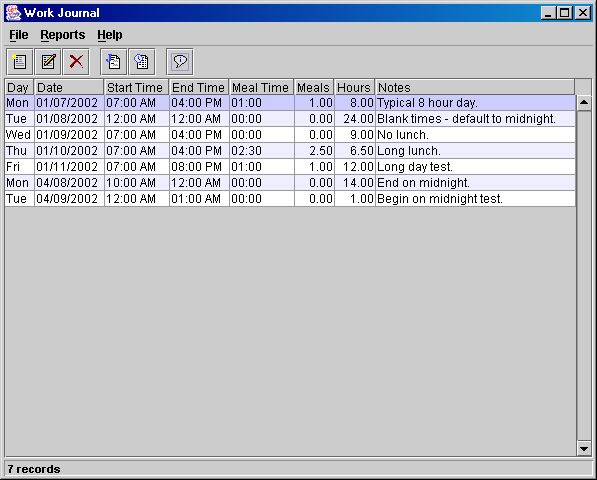 Work Journal
File Reports Help
Day Date Start Time End Time Meal Time Meals Hours Notes
Mon 01/07/2002 07:00 AM 04:00 PM 01:00 1.00 8.00 Typical 8 hour day.
Tue 01/08/2002 12:00 AM 12:00 AM 00:00 0.00 24.00 Blank times - default to midnight.
Wed 01/09/2002 07:00 AM 04:00 PM 00:00 0.00 9.00 No lunch.
Thu 01/10/2002 07:00 AM 04:00 PM 02:30 2.50 6.50 Long lunch.
Fri 01/11/2002 07:00 AM 08:00 PM 01:00 1.00 12.00 Long day test.
Mon 04/08/2002 10:00 AM 12:00 AM 00:00 0.00 14.00 End on midnight.
Tue 04/09/2002 12:00 AM 01:00 AM 00:00 0.00 1.00 Begin on midnight test.
7 records